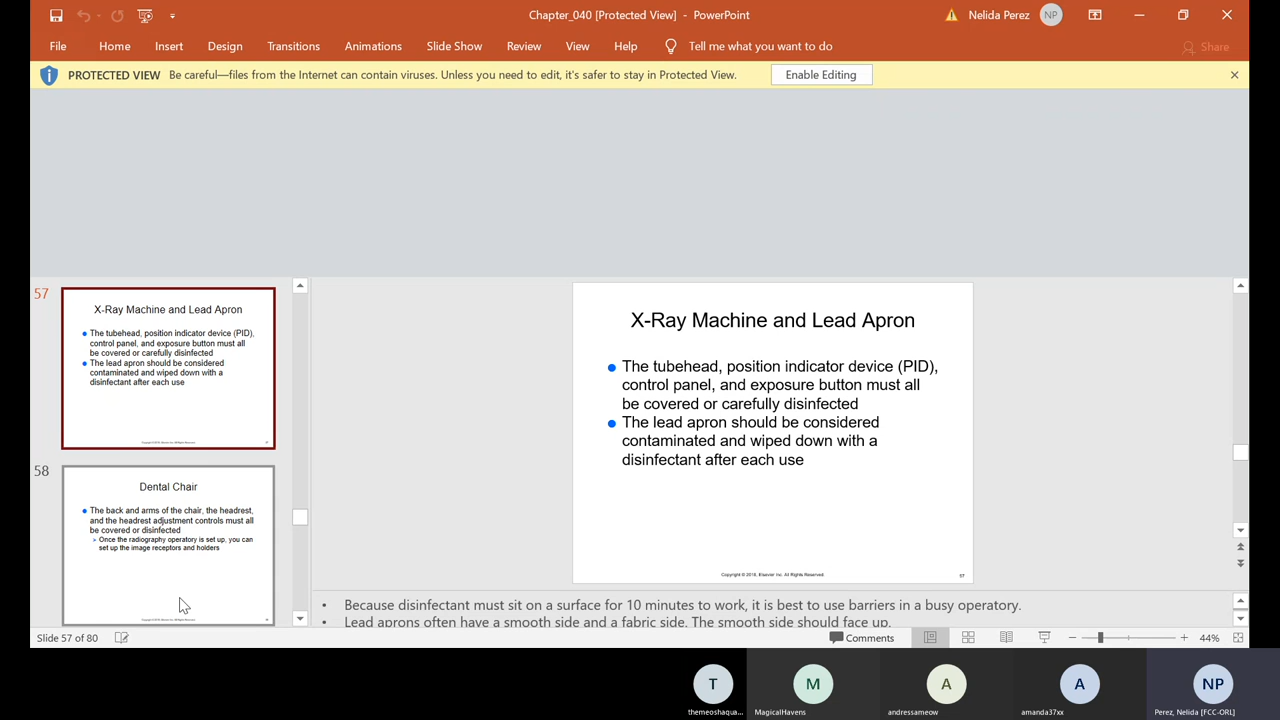 Chapter_040 [Protected View] - PowerPoint
Nelida Perez
NP
File Home Insert Design Transitions Animations Slide Show Review View Help Tell me what you want to do
Share
PROTECTED VIEW Be careful—files from the Internet can contain viruses. Unless you need to edit, it's safer to stay in Protected View.
Enable Editing
57
X-Ray Machine and Lead Apron
The tubehead, position indicator device (PID),
control panel, and exposure button must all
be covered or carefully disinfected
The lead apron should be considered
contaminated and wiped down with a
disinfectant after each use
58
Dental Chair
The back and arms of the chair, the headrest,
and the headrest adjustment controls must all
be covered or disinfected
Once the radiography operatory is set up, you can
set up the image receptors and holders
X-Ray Machine and Lead Apron
The tubehead, position indicator device (PID),
control panel, and exposure button must all
be covered or carefully disinfected
The lead apron should be considered
contaminated and wiped down with a
disinfectant after each use
Copyright © 2018, Elsevier Inc. All Rights Reserved.
57
• Because disinfectant must sit on a surface for 10 minutes to work, it is best to use barriers in a busy operatory.
• Lead aprons often have a smooth side and a fabric side. The smooth side should face up.
Slide 57 of 80
Comments
44%
T
themeoshaqua...
M
MagicalHavens
A
andressameow
A
amanda37xx
NP
Perez, Nelida [FCC-ORL]